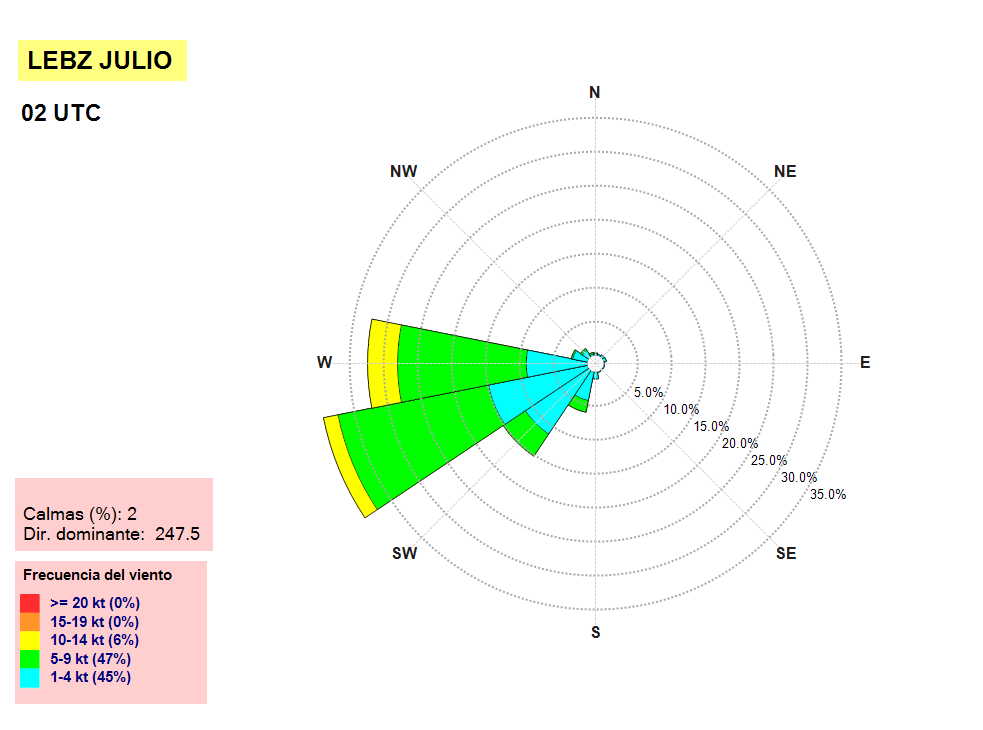 LEBZ JULIO
02 UTC
N
NW
NE
W
E
5.0%
10.0%
15.0%
20.0%
25.0%
30.0%
35.0%
SW
SE
S
Calmas (%): 2
Dir. dominante: 247.5
Frecuencia del viento
>= 20 kt (0%)
15-19 kt (0%)
10-14 kt (6%)
5-9 kt (47%)
1-4 kt (45%)